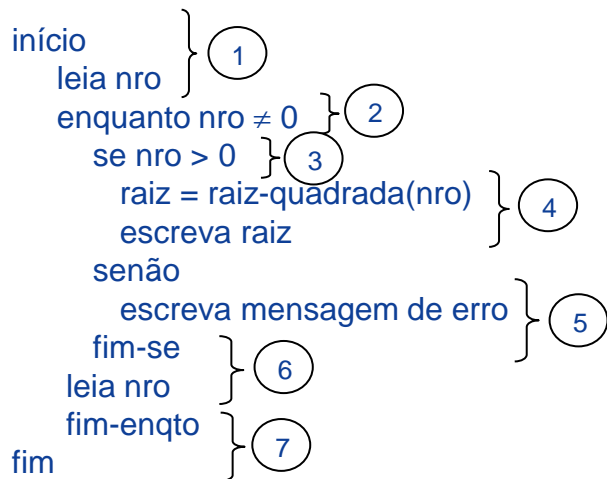 início
leia nro
1
enquanto nro ≠ 0
2
se nro > 0
3
raiz = raiz-quadrada(nro)
escreva raiz
4
senão
escreva mensagem de erro
5
fim-se
leia nro
6
fim-enqto
fim
7